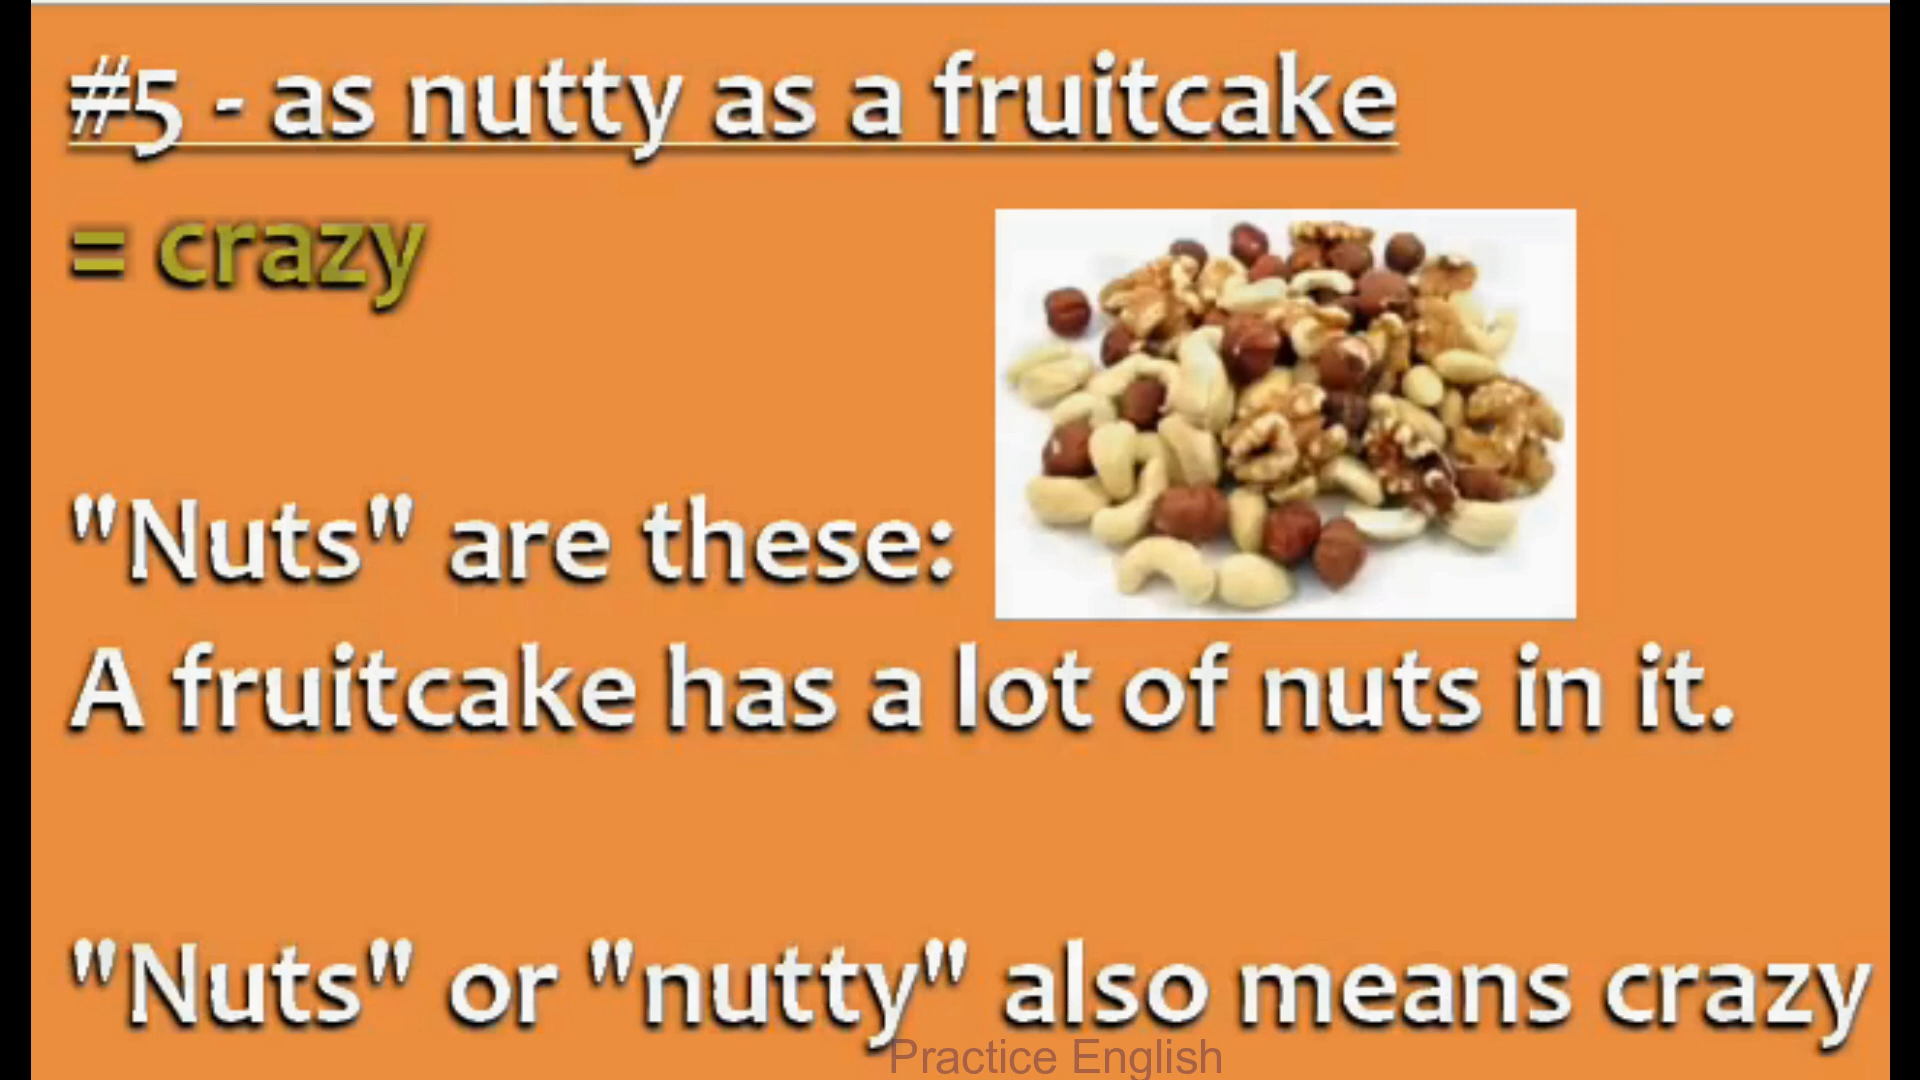 #5 - as nutty as a fruitcake
= crazy
"Nuts" are these:
A fruitcake has a lot of nuts in it.
"Nuts" or "nutty" also means crazy
Practice English